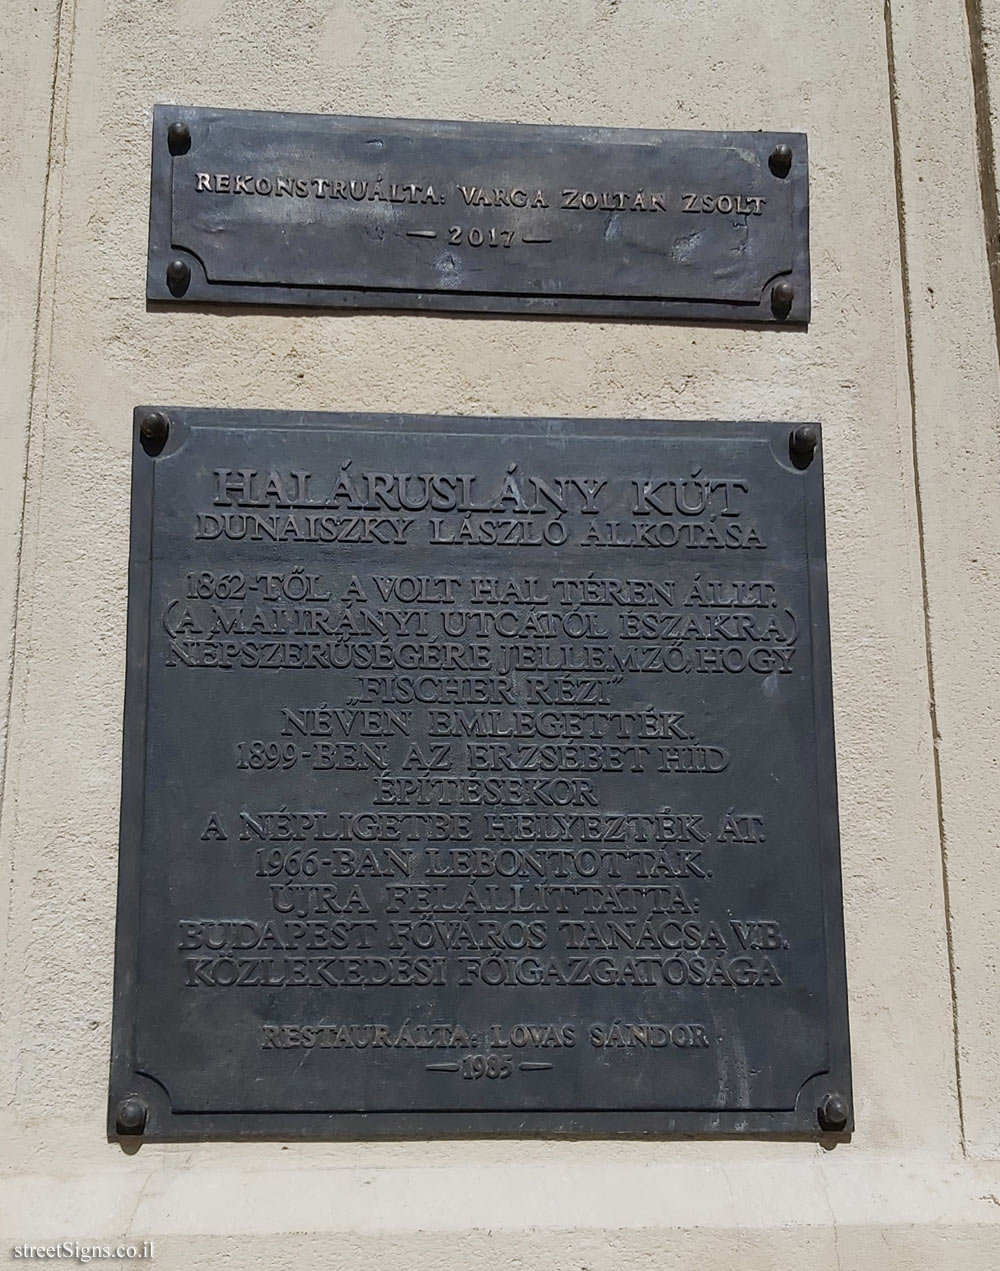 REKONSTRUÁLTA: VARGA ZOLTÁN ZSOLT
— 2017 —
HALÁRUSLÁNY KÚT
DUNAISZKY LÁSZLÓ ALKOTÁSA
1862-TŐL A VOLT HAL TÉREN ÁLLT.
(A MAI IRÁNYI UTCÁTÓL ÉSZAKRA)
NÉPSZERŰSÉGÉRE JELLEMZŐ, HOGY
„FISCHER RÉZI"
NÉVEN EMLEGETTÉK.
1899-BEN AZ ERZSÉBET HÍD
ÉPÍTÉSEKOR
A NÉPLIGETBE HELYEZTÉK ÁT.
1966-BAN LEBONTOTTÁK.
ÚJRA FELÁLLÍTTATTA:
BUDAPEST FŐVÁROS TANÁCSA V.B.
KÖZLEKEDÉSI FŐIGAZGATÓSÁGA
RESTAURÁLTA: LOVAS SÁNDOR
— 1985 —
streetSigns.co.il